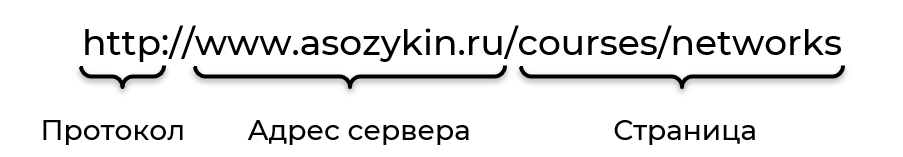 http://www.asozykin.ru/courses/networks
Протокол Адрес сервера Страница